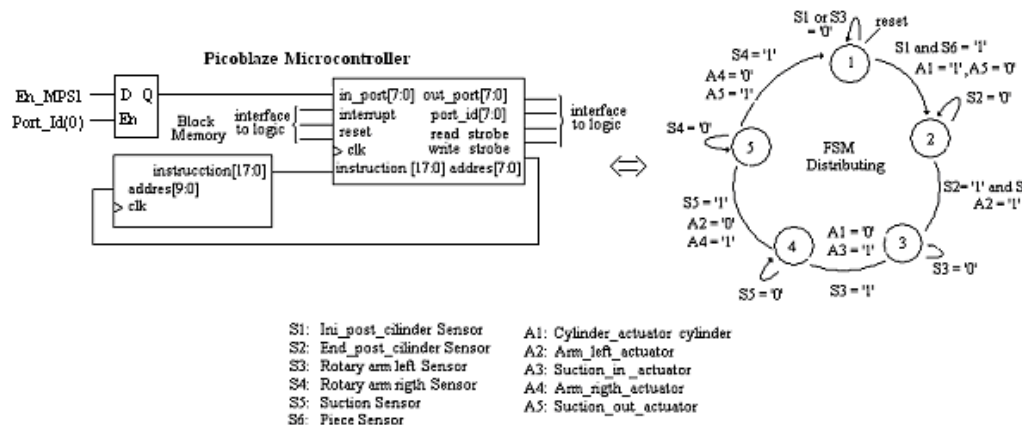 Picoblaze Microcontroller
En_MPS1
Port_Id(0)
D Q
En
Block
Memory
interface
to logic
in_port[7:0] out_port[7:0]
interrupt port_id[7:0]
reset read strobe
clk write strobe
instruction [17:0] addres[7:0]
interface
to logic
instrucction[17:0]
addres[9:0]
clk
S1 or S3
= '0'
reset
1
S1 and S6 = '1'
A1 = '1', A5 = '0'
S2 = '0'
2
S4 = '1'
A4 = '0'
A5 = '1'
S4 = '0'
5
FSM
Distributing
S2= '1' and S
A2 = '1'
S5 = '1'
A2 = '0'
A4 = '1'
4
A1 = '0'
A3 = '1'
3
S3 = '0'
S5 = '0'
S3 = '1'
S1: Ini_post_cilinder Sensor
S2: End_post_cilinder Sensor
S3: Rotary arm left Sensor
S4: Rotary arm rigth Sensor
S5: Suction Sensor
S6: Piece Sensor
A1: Cylinder_actuator cylinder
A2: Arm_left_actuator
A3: Suction_in _actuator
A4: Arm_rigth_actuator
A5: Suction_out_actuator